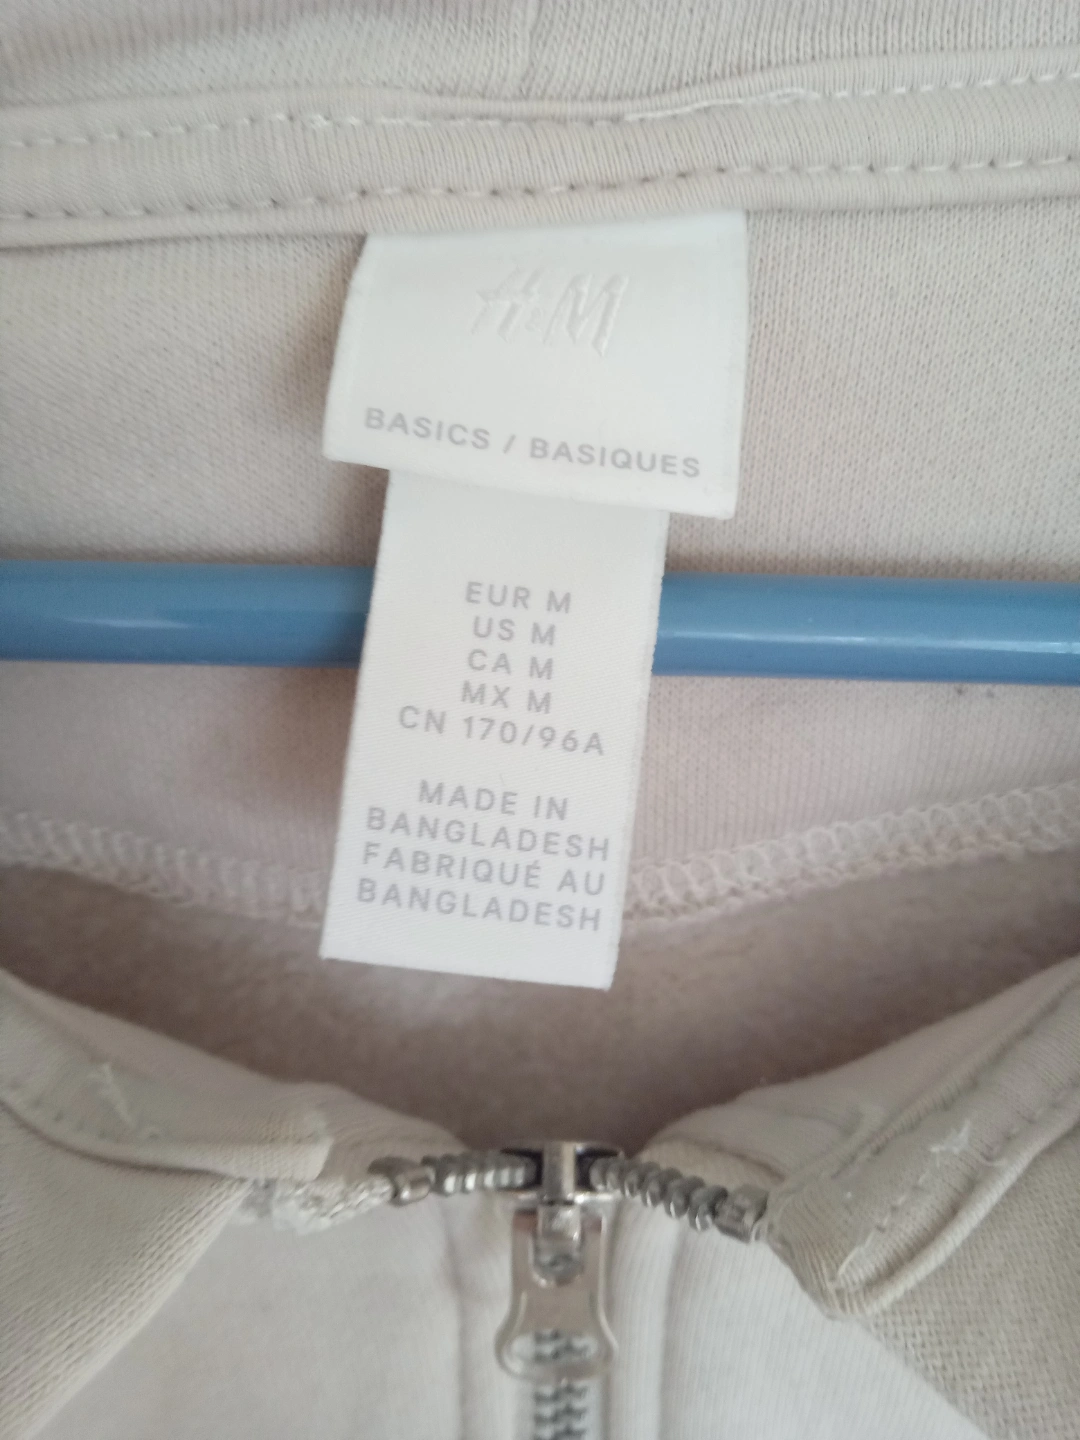 H&M
BASICS / BASIQUES
EUR M
US M
CA M
MX M
CN 170/96A
MADE IN
BANGLADESH
FABRIQUÉ AU
BANGLADESH